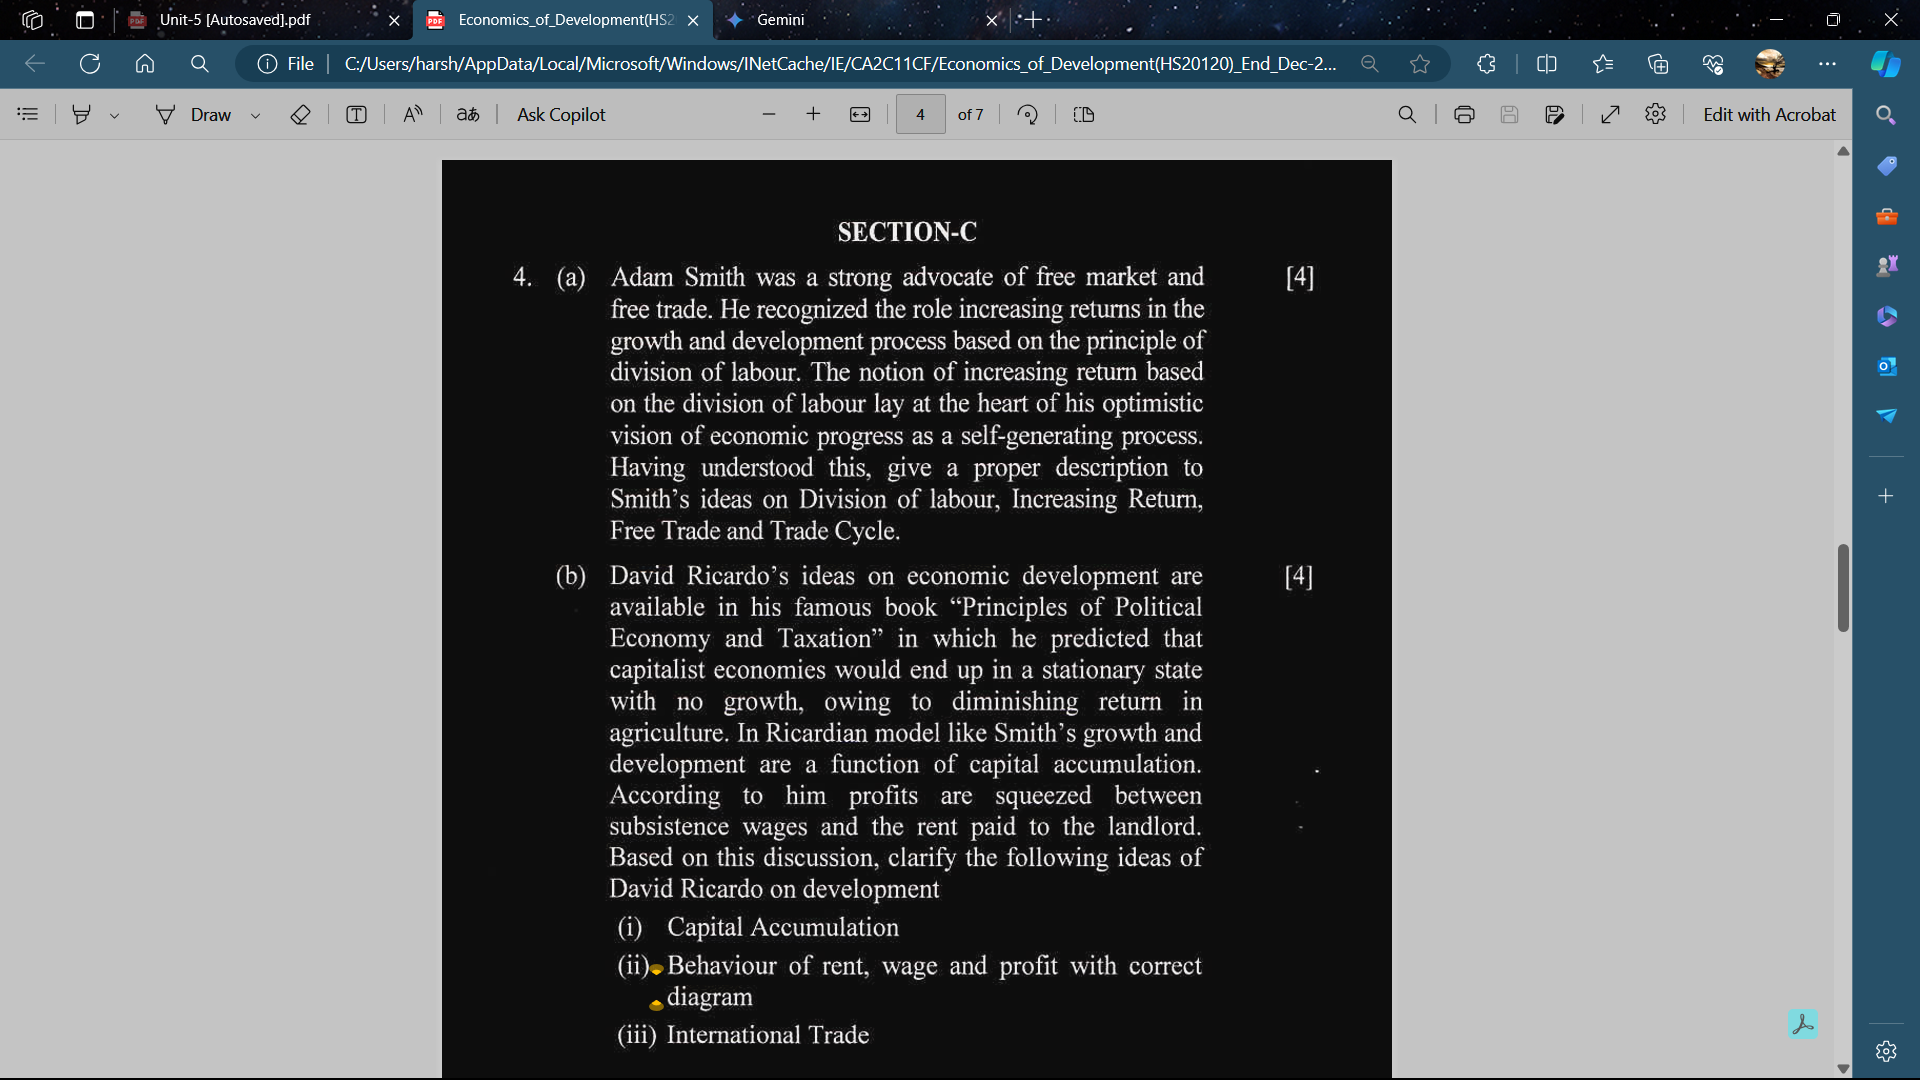 Unit-5 [Autosaved].pdf
Economics_of_Development(HS2
Gemini
File
C:/Users/harsh/AppData/Local/Microsoft/Windows/INetCache/IE/CA2C11CF/Economics_of_Development(HS20120)_End_Dec-2...
Draw
aあ
Ask Copilot
4
of 7
Edit with Acrobat
SECTION-C
4. (a) Adam Smith was a strong advocate of free market and [4]
free trade. He recognized the role increasing returns in the
growth and development process based on the principle of
division of labour. The notion of increasing return based
on the division of labour lay at the heart of his optimistic
vision of economic progress as a self-generating process.
Having understood this, give a proper description to
Smith's ideas on Division of labour, Increasing Return,
Free Trade and Trade Cycle.
(b) David Ricardo's ideas on economic development are [4]
available in his famous book “Principles of Political
Economy and Taxation” in which he predicted that
capitalist economies would end up in a stationary state
with no growth, owing to diminishing return in
agriculture. In Ricardian model like Smith's growth and
development are a function of capital accumulation.
According to him profits are squeezed between
subsistence wages and the rent paid to the landlord.
Based on this discussion, clarify the following ideas of
David Ricardo on development
(i) Capital Accumulation
(ii) Behaviour of rent, wage and profit with correct
diagram
(iii) International Trade